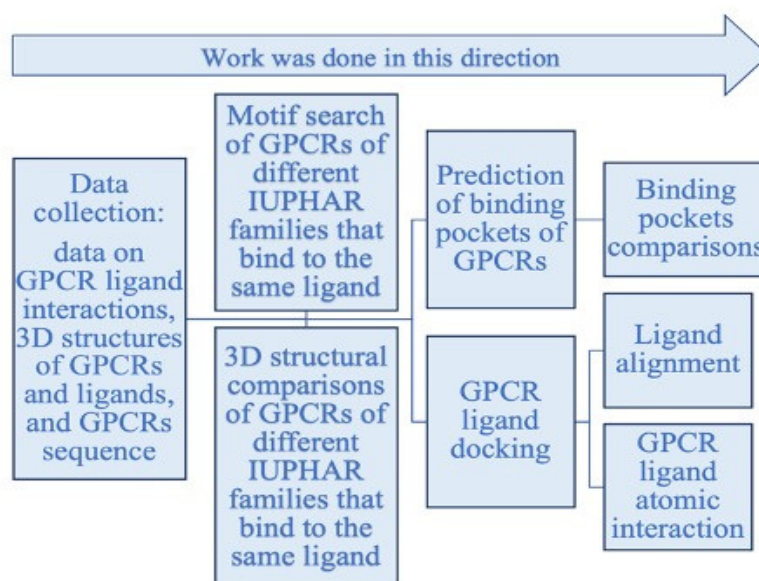 Work was done in this direction
Data
collection:
data on
GPCR ligand
interactions,
3D structures
of GPCRs
and ligands,
and GPCRs
sequence
Motif search
of GPCRs of
different
IUPHAR
families that
bind to the
same ligand
3D structural
comparisons
of GPCRs of
different
IUPHAR
families that
bind to the
same ligand
Prediction
of binding
pockets of
GPCRs
Binding
pockets
comparisons
GPCR
ligand
docking
Ligand
alignment
GPCR
ligand
atomic
interaction